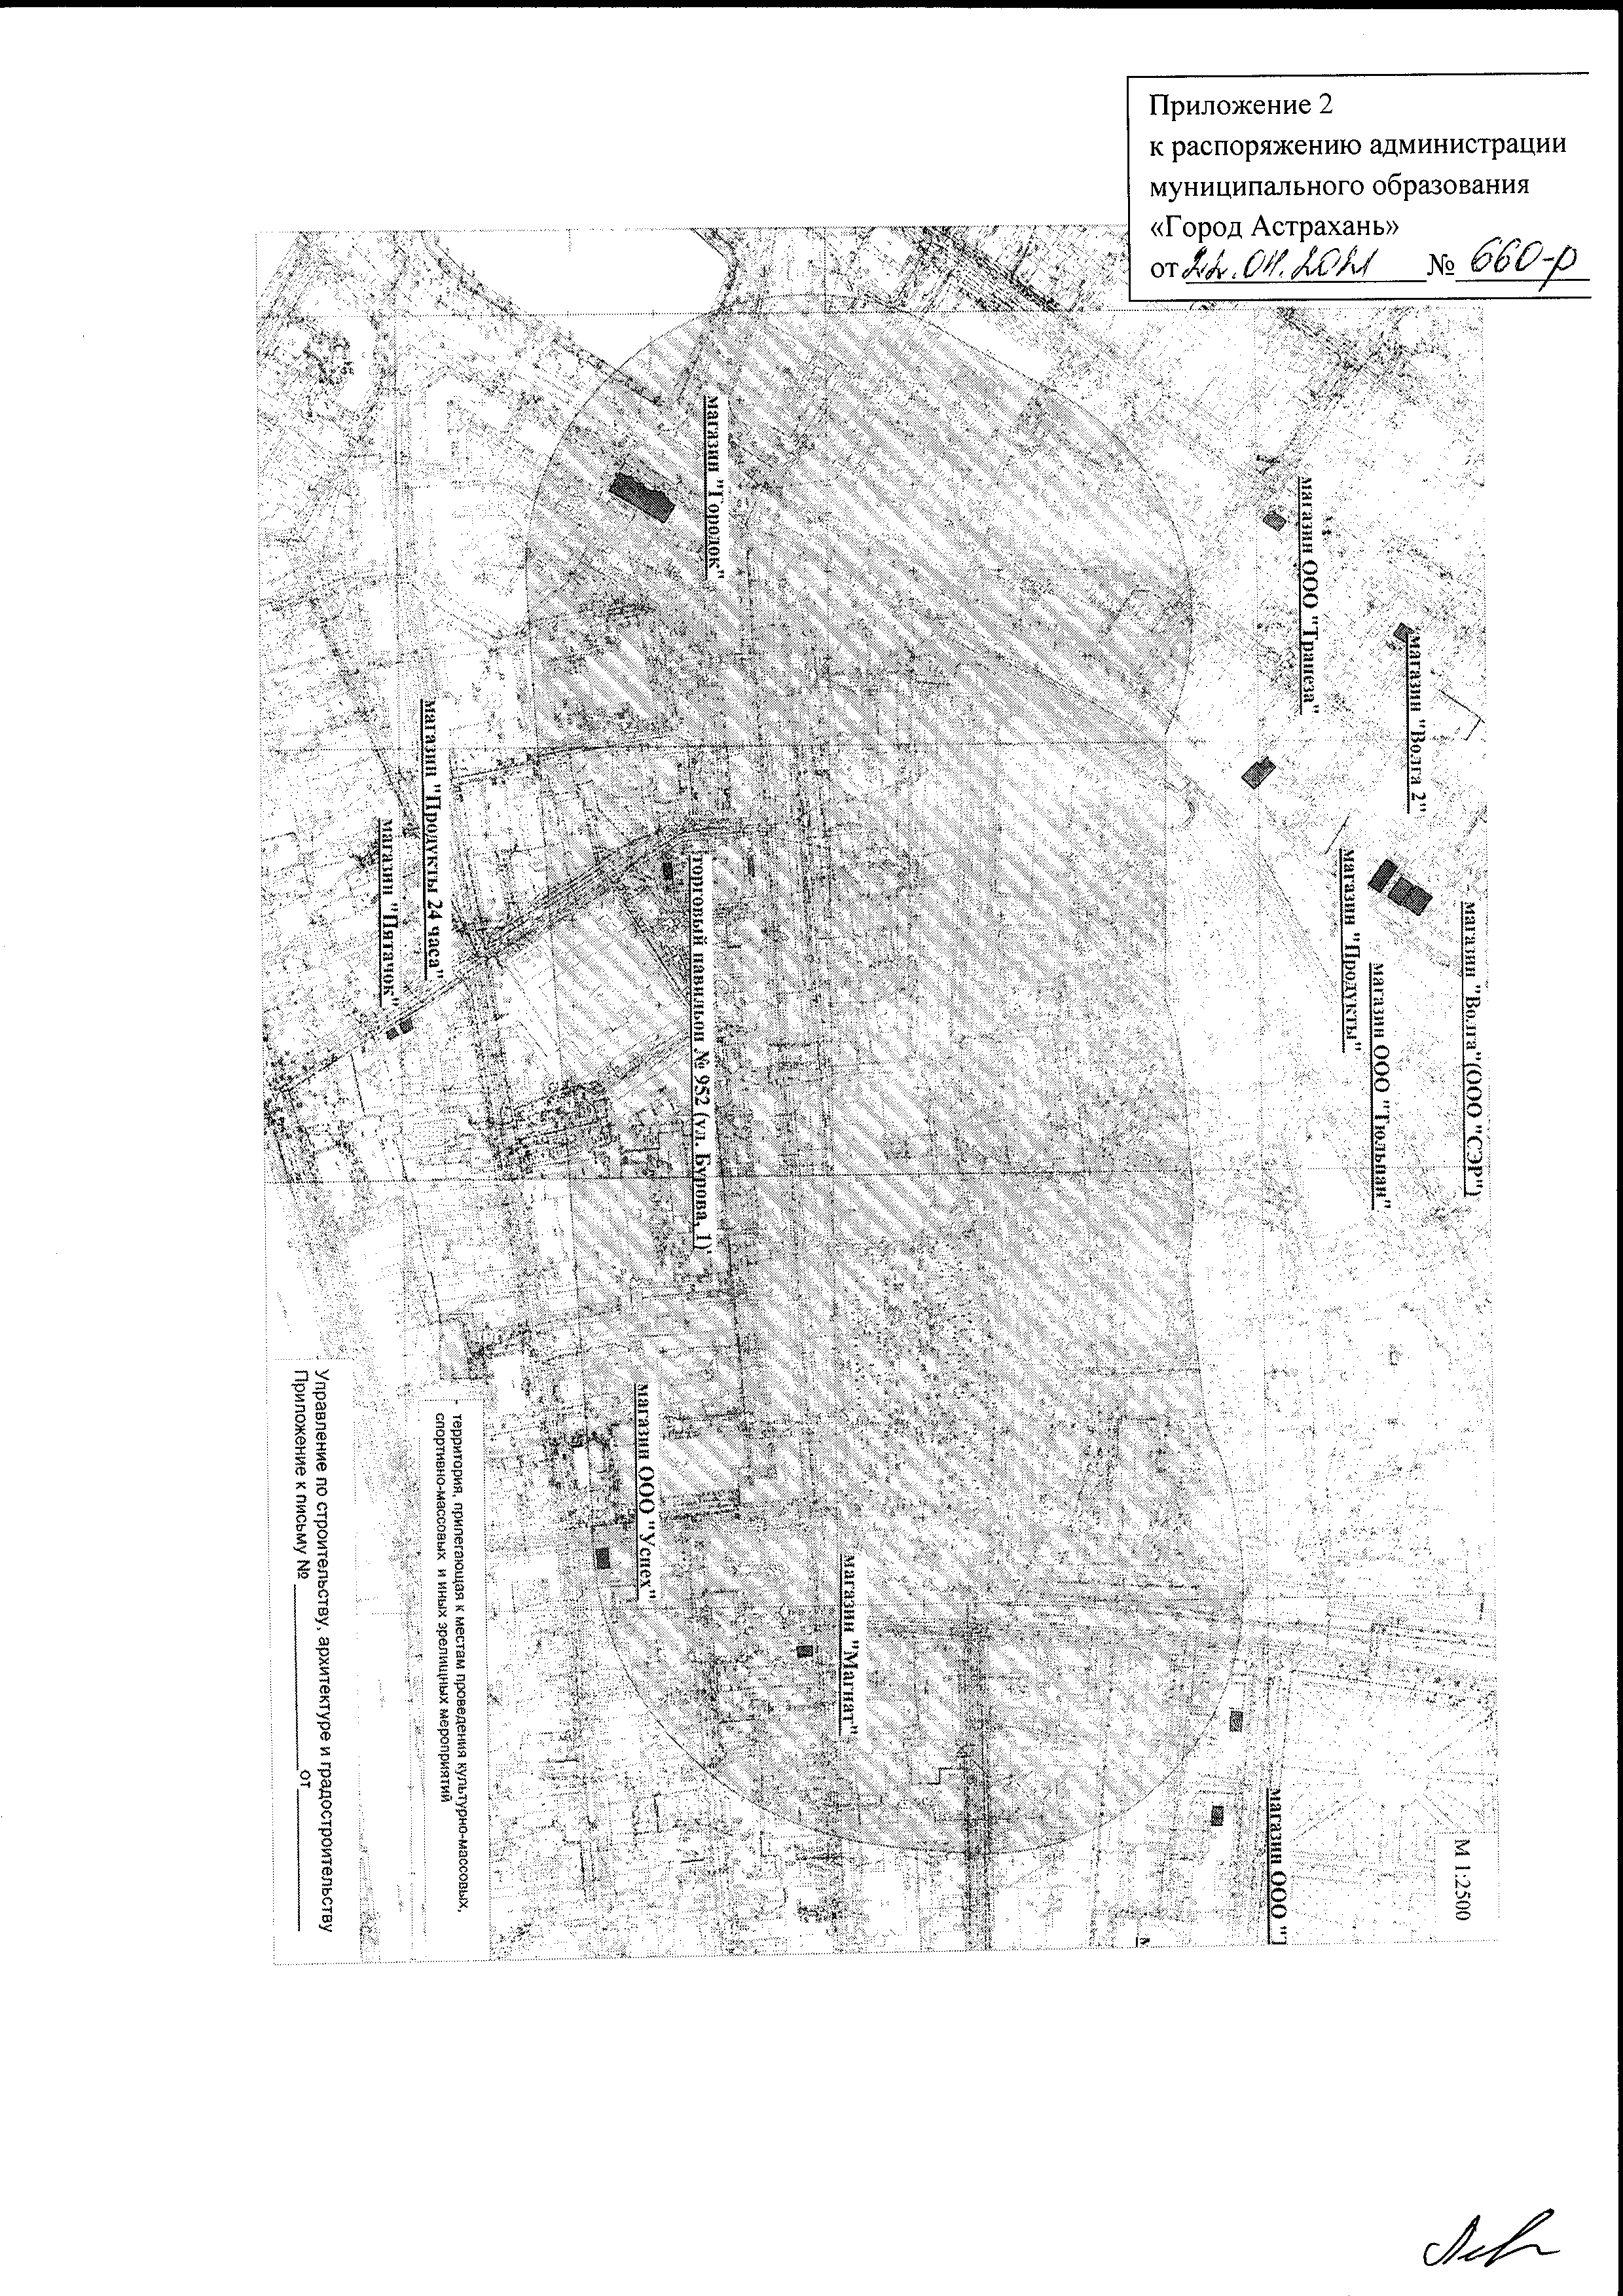 Приложение 2
к распоряжению администрации
муниципального образования
«Город Астрахань»
от 22.04.2021 № 660-р
магазин "Городок"
магазин ООО "Трапеза"
магазин "Волга 2"
магазин "Продукты 24 часа"
магазин "Пятачок"
торговый павильон № 952 (ул. Бурова, 1)
магазин "Продукты"
магазин ООО "Тюльпан"
магазин "Волга" (ООО "СЭР")
магазин ООО "Успех"
магазин "Магнат"
магазин ООО "
М 1:2500
- территория, прилегающая к местам проведения культурно-массовых,
спортивно-массовых и иных зрелищных мероприятий
Управление по строительству, архитектуре и градостроительству
Приложение к письму № от